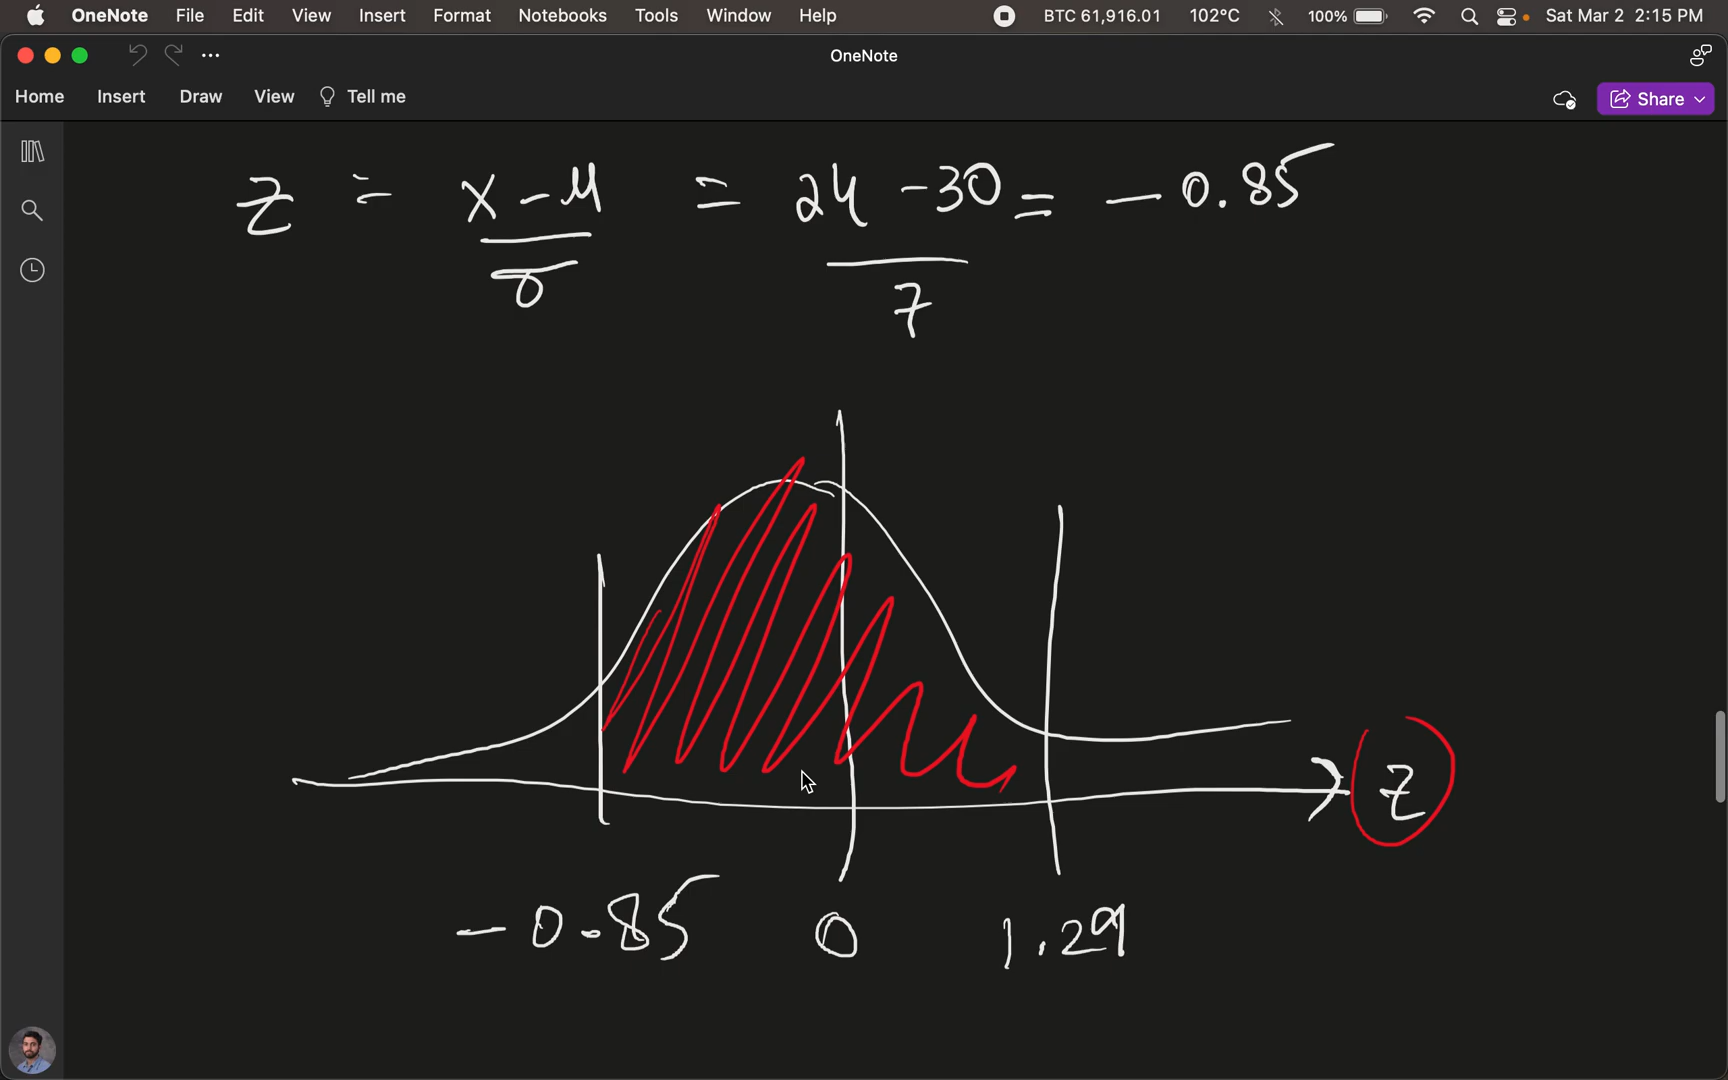 OneNote File Edit View Insert Format Notebooks Tools Window Help BTC 61,916.01 102°C 100% Sat Mar 2 2:15 PM
OneNote
Home Insert Draw View Tell me Share
z = x - μ = 24 - 30 = - 0.85
σ 7
z
- 0.85 0 1.29